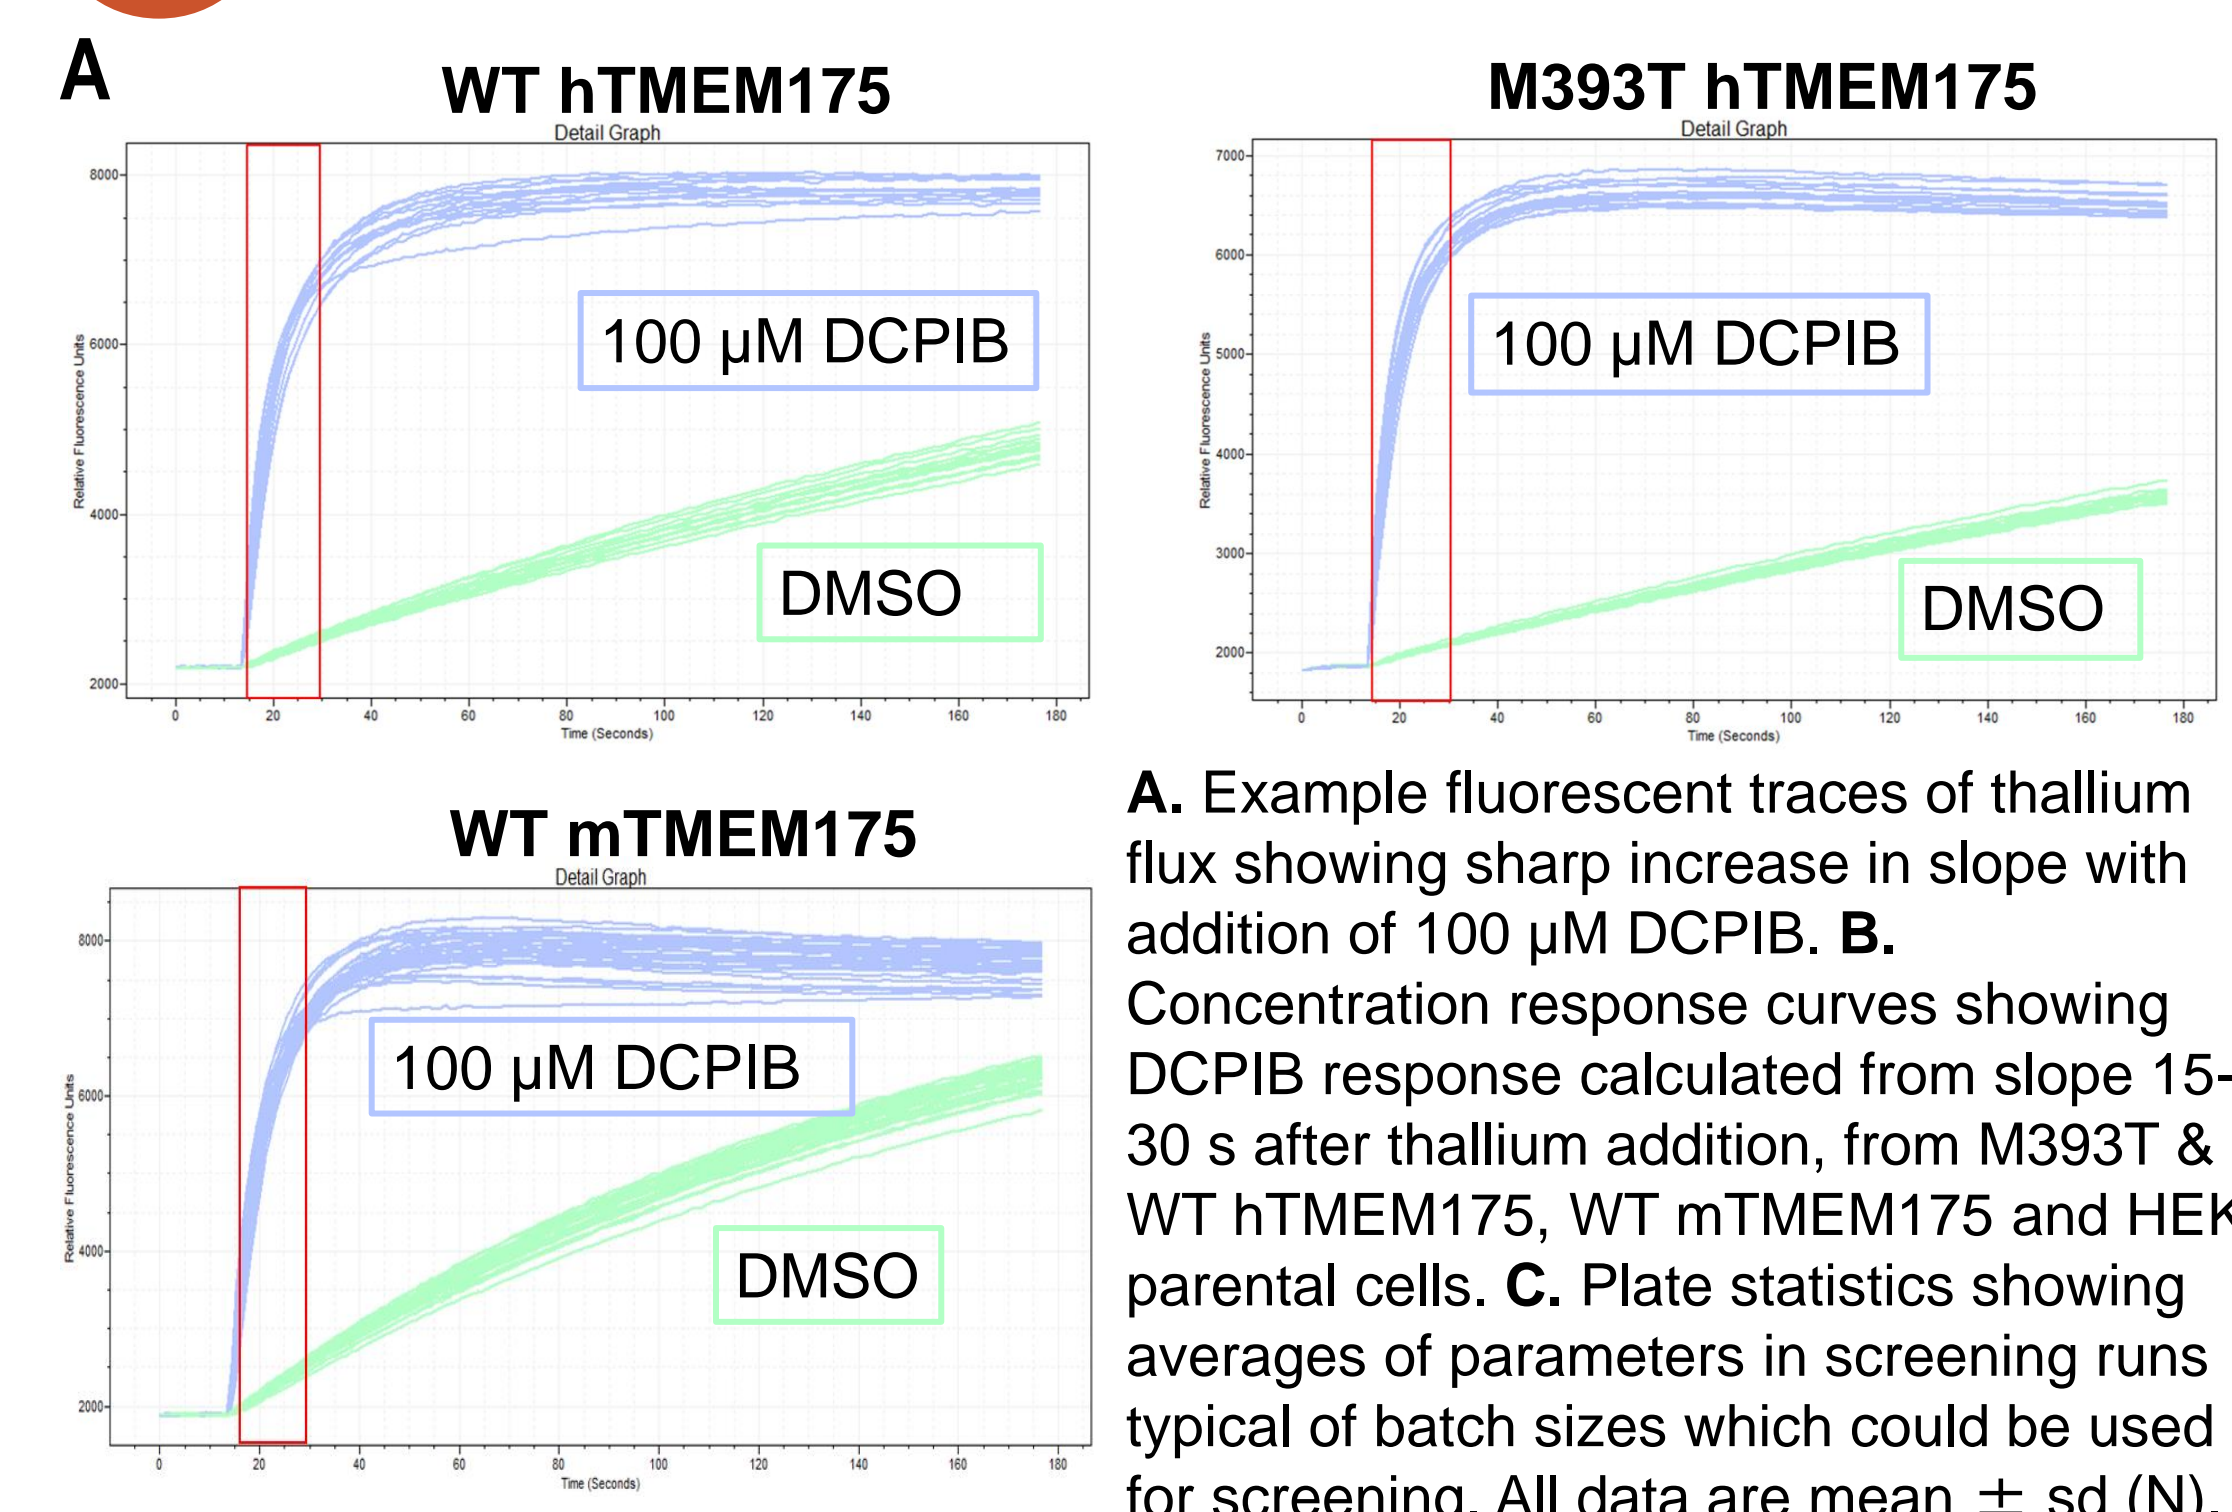 A
WT hTMEM175
Detail Graph
8000
6000
4000
2000
Relative Fluorescence Units
100 µM DCPIB
DMSO
0 20 40 60 80 100 120 140 160 180
Time (Seconds)
M393T hTMEM175
Detail Graph
7000
6000
5000
4000
3000
2000
Relative Fluorescence Units
100 µM DCPIB
DMSO
0 20 40 60 80 100 120 140 160 180
Time (Seconds)
WT mTMEM175
Detail Graph
8000
6000
4000
2000
Relative Fluorescence Units
100 µM DCPIB
DMSO
0 20 40 60 80 100 120 140 160 180
Time (Seconds)
A. Example fluorescent traces of thallium
flux showing sharp increase in slope with
addition of 100 µM DCPIB. B.
Concentration response curves showing
DCPIB response calculated from slope 15-
30 s after thallium addition, from M393T &
WT hTMEM175, WT mTMEM175 and HEK
parental cells. C. Plate statistics showing
averages of parameters in screening runs
typical of batch sizes which could be used
for screening. All data are mean ± sd (N).